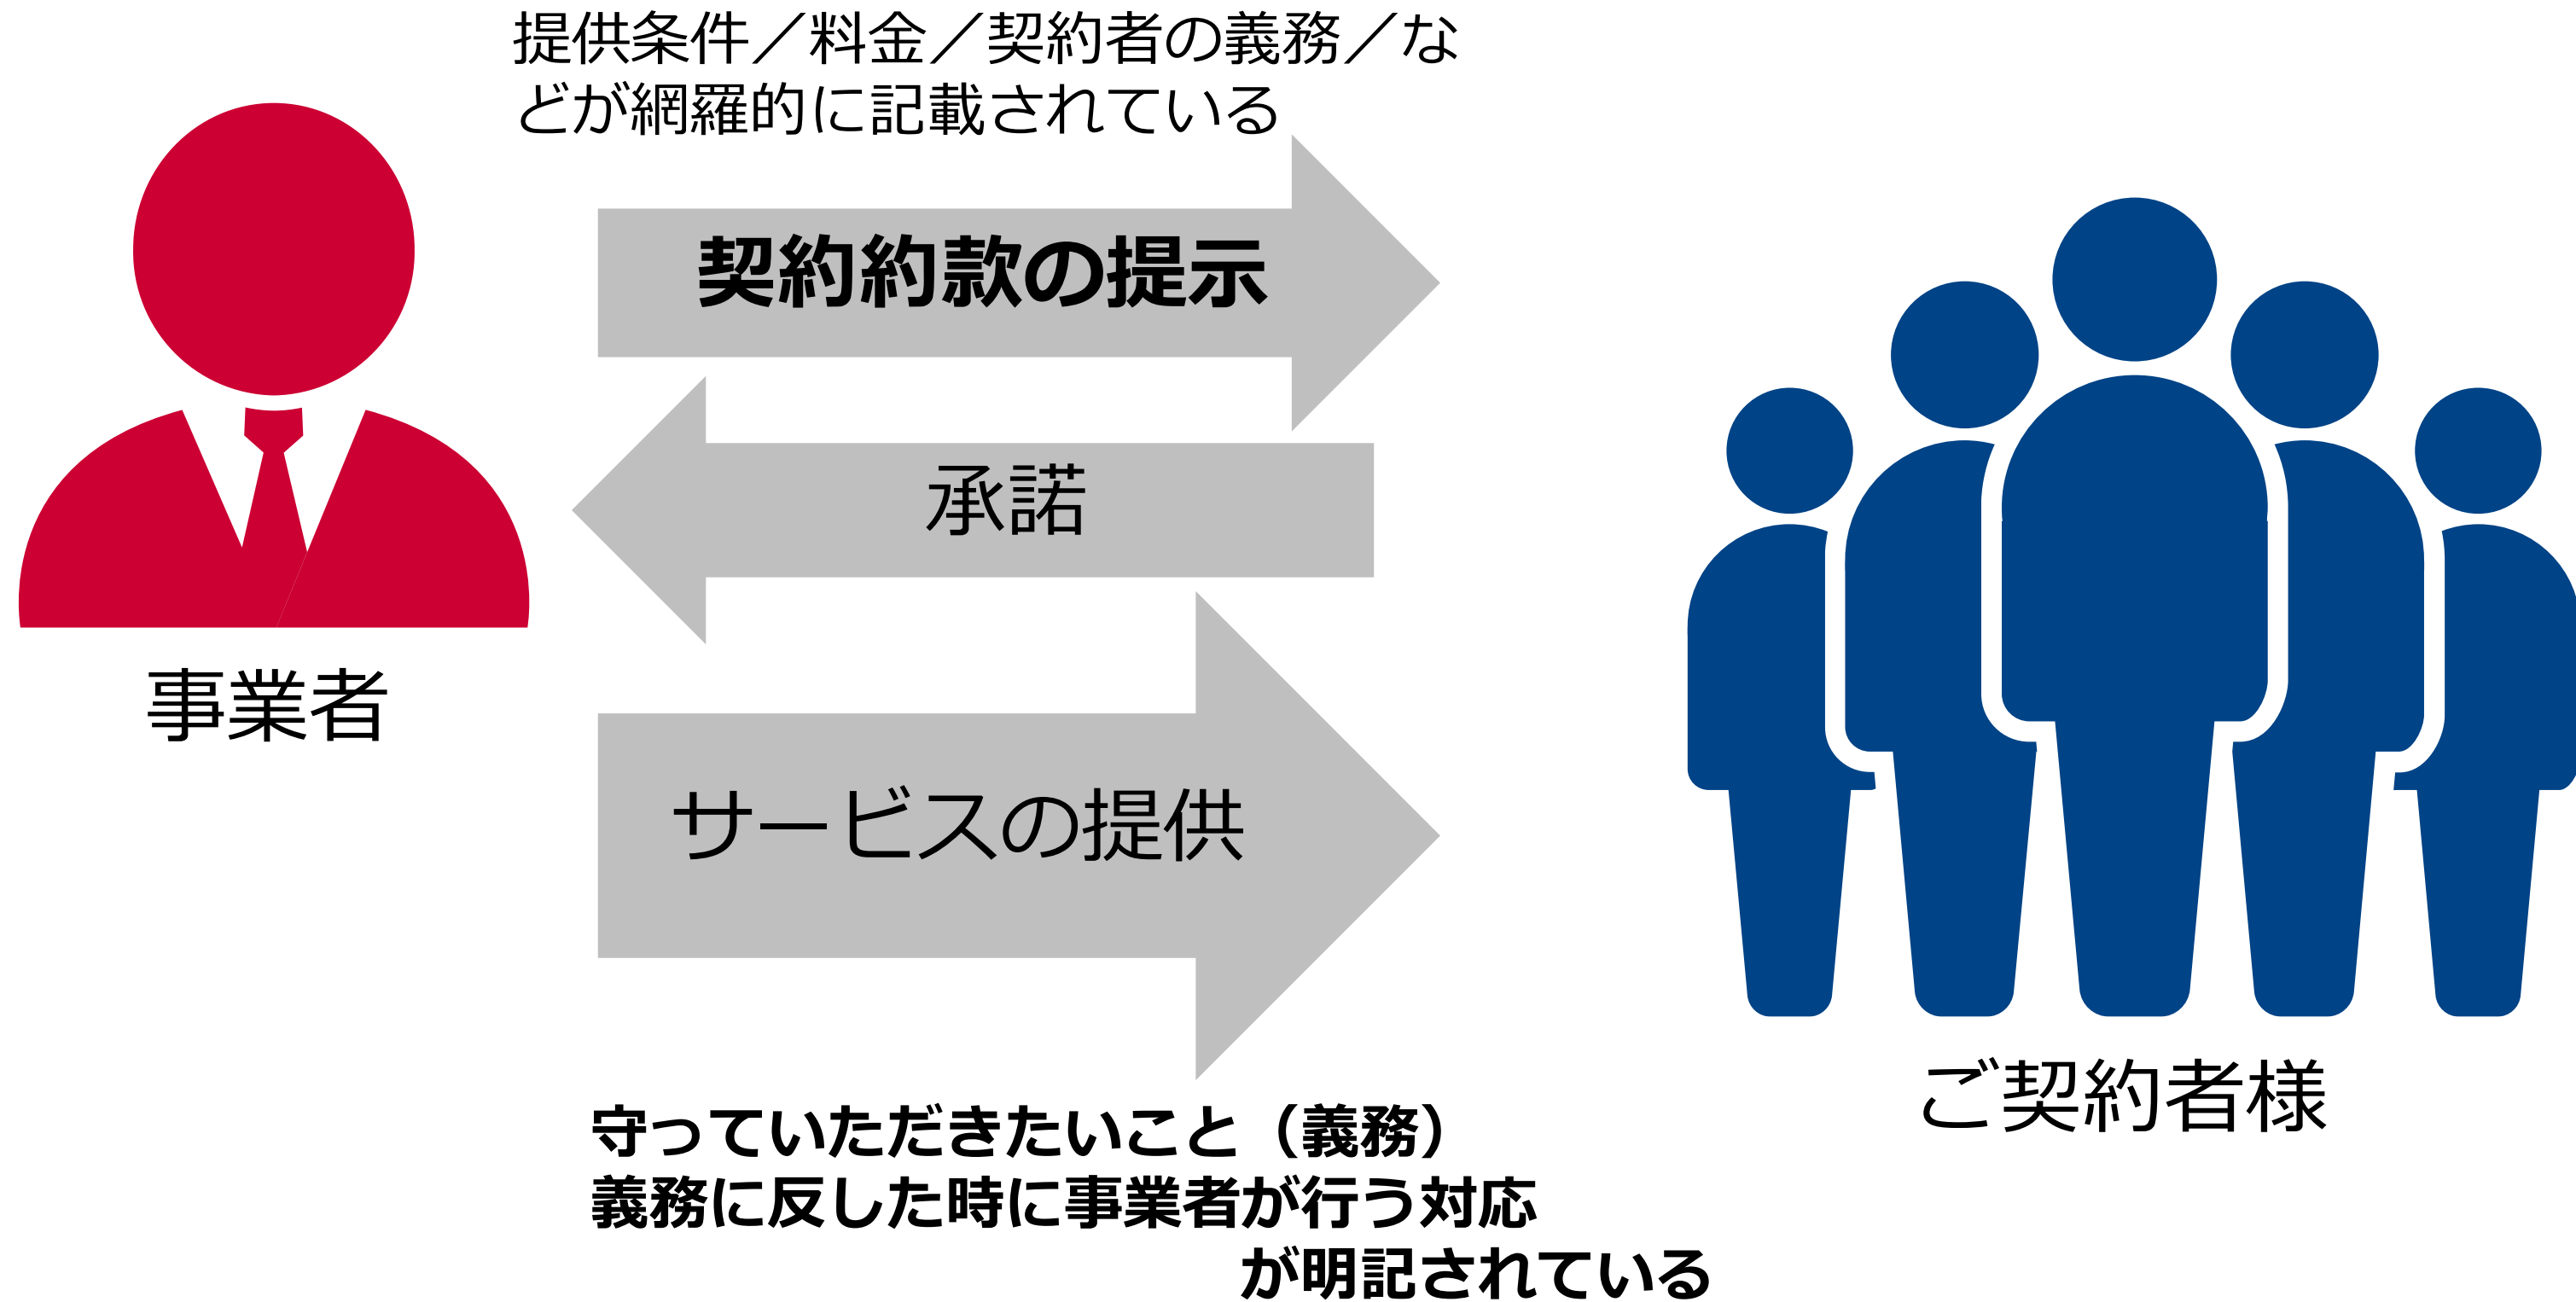 提供条件／料金／契約者の義務／な
どが網羅的に記載されている
契約約款の提示
承諾
事業者
サービスの提供
ご契約者様
守っていただきたいこと（義務）
義務に反した時に事業者が行う対応
が明記されている